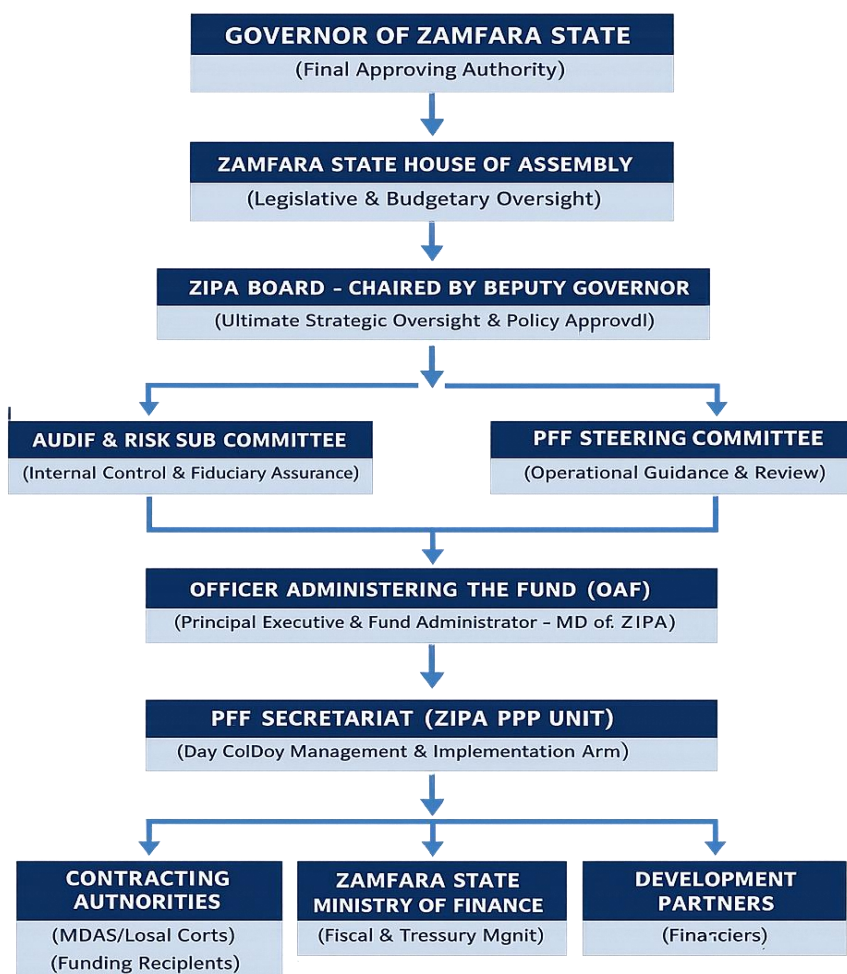 GOVERNOR OF ZAMFARA STATE
(Final Approving Authority)
ZAMFARA STATE HOUSE OF ASSEMBLY
(Legislative & Budgetary Oversight)
ZIPA BOARD – CHAIRED BY BEPUTY GOVERNOR
(Ultimate Strategic Oversight & Policy Approvdl)
AUDIF & RISK SUB COMMITTEE
(Internal Control & Fiduciary Assurance)
PFF STEERING COMMITTEE
(Operational Guidance & Review)
OFFICER ADMINISTERING THE FUND (OAF)
(Principal Executive & Fund Administrator – MD of. ZIPA)
PFF SECRETARIAT (ZIPA PPP UNIT)
(Day ColDoy Management & Implementation Arm)
CONTRACTING
AUTNORITIES
(MDAS/Losal Corts)
(Funding Reciplents)
ZAMFARA STATE
MINISTRY OF FINANCE
(Fiscal & Tressury Mgnit)
DEVELOPMENT
PARTNERS
(Financiers)